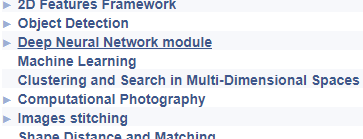 2D Features Framework
Object Detection
Deep Neural Network module
Machine Learning
Clustering and Search in Multi-Dimensional Spaces
Computational Photography
Images stitching
Shape Distance and Matching